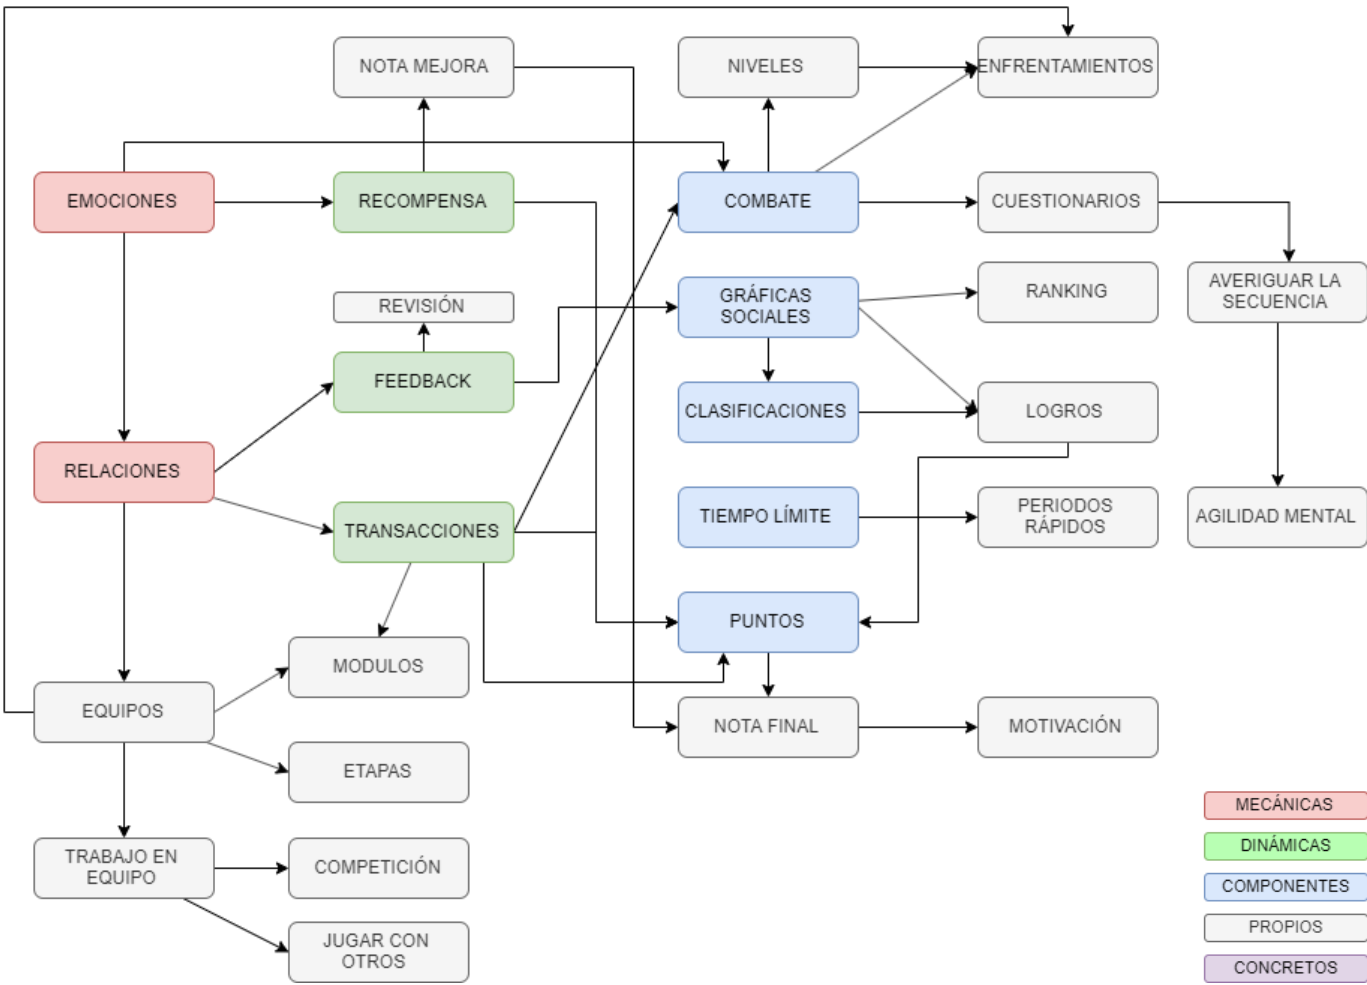 NOTA MEJORA
NIVELES
ENFRENTAMIENTOS
EMOCIONES
RECOMPENSA
COMBATE
CUESTIONARIOS
AVERIGUAR LA
SECUENCIA
REVISIÓN
GRÁFICAS
SOCIALES
RANKING
FEEDBACK
CLASIFICACIONES
LOGROS
RELACIONES
TRANSACCIONES
TIEMPO LÍMITE
PERIODOS
RÁPIDOS
AGILIDAD MENTAL
PUNTOS
MODULOS
EQUIPOS
NOTA FINAL
MOTIVACIÓN
ETAPAS
TRABAJO EN
EQUIPO
COMPETICIÓN
JUGAR CON
OTROS
MECÁNICAS
DINÁMICAS
COMPONENTES
PROPIOS
CONCRETOS